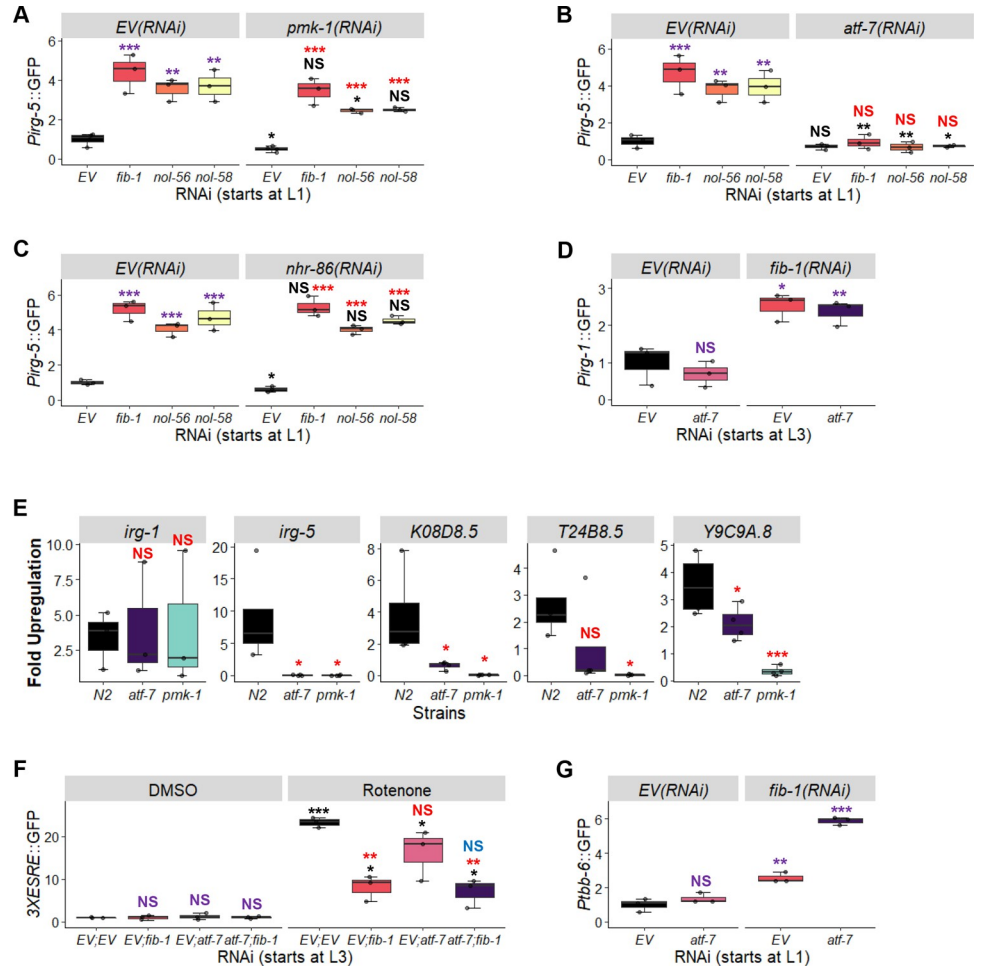 A
EV(RNAi) pmk-1(RNAi)
Pirg-5::GFP
6
4
2
0
*** ** **
*** NS *** * *** NS
*
EV fib-1 nol-56 nol-58 EV fib-1 nol-56 nol-58
RNAi (starts at L1)
B
EV(RNAi) atf-7(RNAi)
Pirg-5::GFP
6
4
2
0
*** ** **
NS NS NS
NS ** ** *
EV fib-1 nol-56 nol-58 EV fib-1 nol-56 nol-58
RNAi (starts at L1)
C
EV(RNAi) nhr-86(RNAi)
Pirg-5::GFP
6
4
2
0
*** *** ***
NS *** *** NS *** NS
*
EV fib-1 nol-56 nol-58 EV fib-1 nol-56 nol-58
RNAi (starts at L1)
D
EV(RNAi) fib-1(RNAi)
Pirg-1::GFP
3
2
1
0
NS * **
EV atf-7 EV atf-7
RNAi (starts at L3)
E
Fold Upregulation
irg-1
10.0
7.5
5.0
2.5
NS NS
N2 atf-7 pmk-1
irg-5
20
15
10
5
0
* *
N2 atf-7 pmk-1
K08D8.5
8
6
4
2
0
* *
N2 atf-7 pmk-1
T24B8.5
4
3
2
1
0
NS *
N2 atf-7 pmk-1
Y9C9A.8
5
4
3
2
1
0
* ***
N2 atf-7 pmk-1
Strains
F
DMSO Rotenone
3XESRE::GFP
20
10
0
NS NS NS
*** ** * NS * NS ** *
EV;EV EV;fib-1 EV;atf-7 atf-7;fib-1 EV;EV EV;fib-1 EV;atf-7 atf-7;fib-1
RNAi (starts at L3)
G
EV(RNAi) fib-1(RNAi)
Ptbb-6::GFP
6
4
2
0
NS ** ***
EV atf-7 EV atf-7
RNAi (starts at L1)